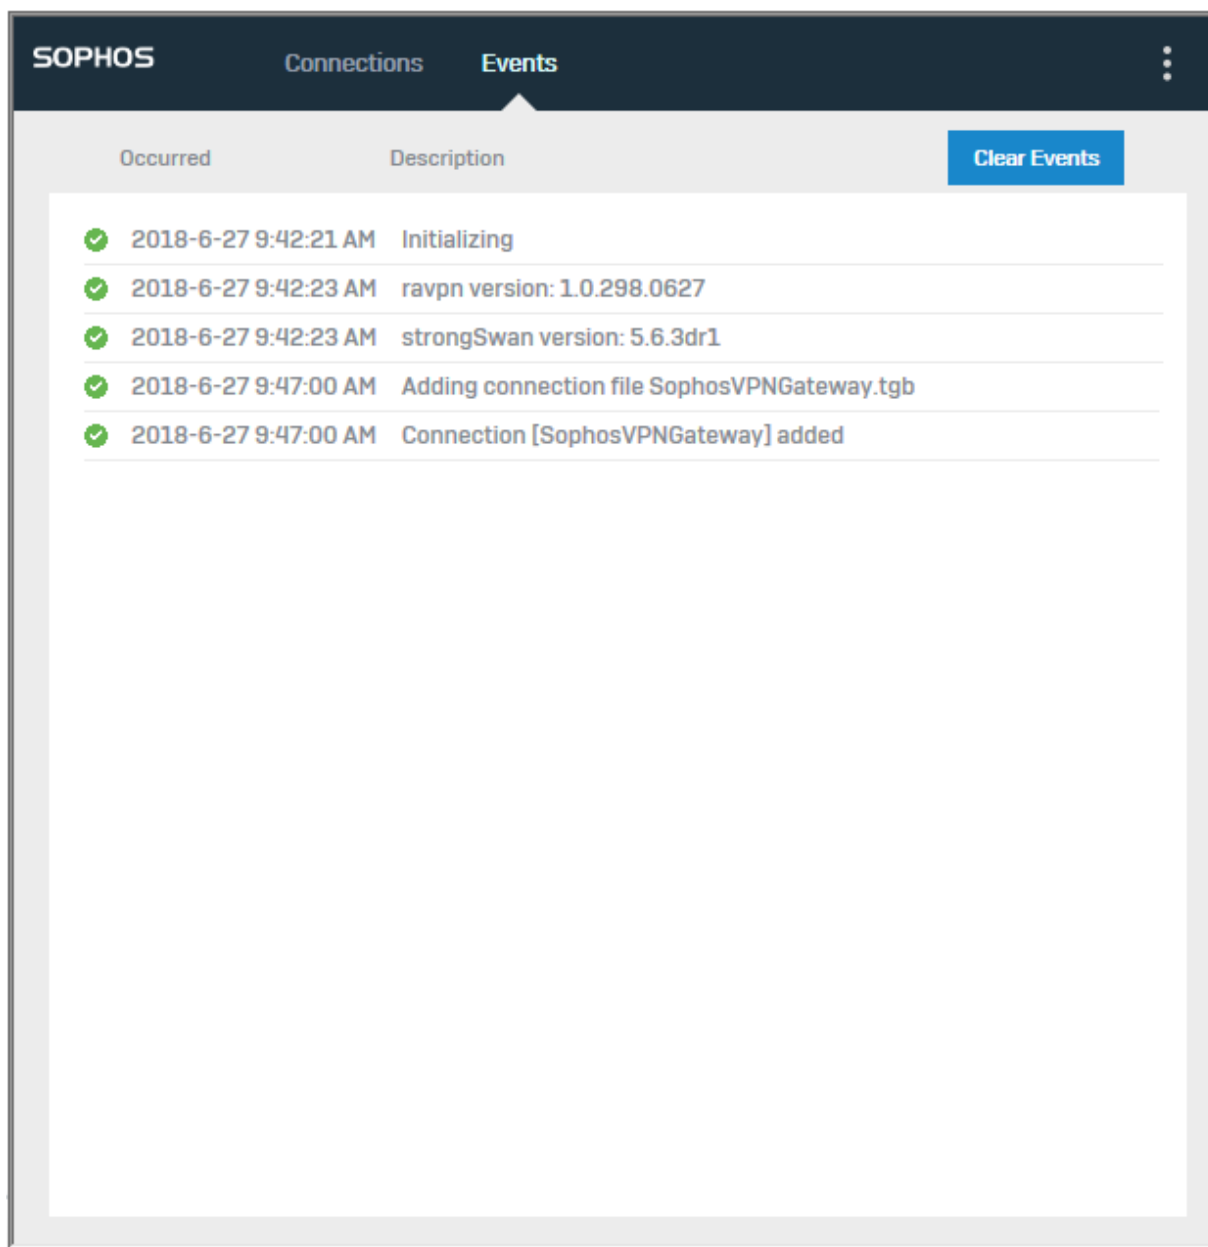 SOPHOS Connections Events
Occurred Description Clear Events
2018-6-27 9:42:21 AM Initializing
2018-6-27 9:42:23 AM ravpn version: 1.0.298.0627
2018-6-27 9:42:23 AM strongSwan version: 5.6.3dr1
2018-6-27 9:47:00 AM Adding connection file SophosVPNGateway.tgb
2018-6-27 9:47:00 AM Connection [SophosVPNGateway] added